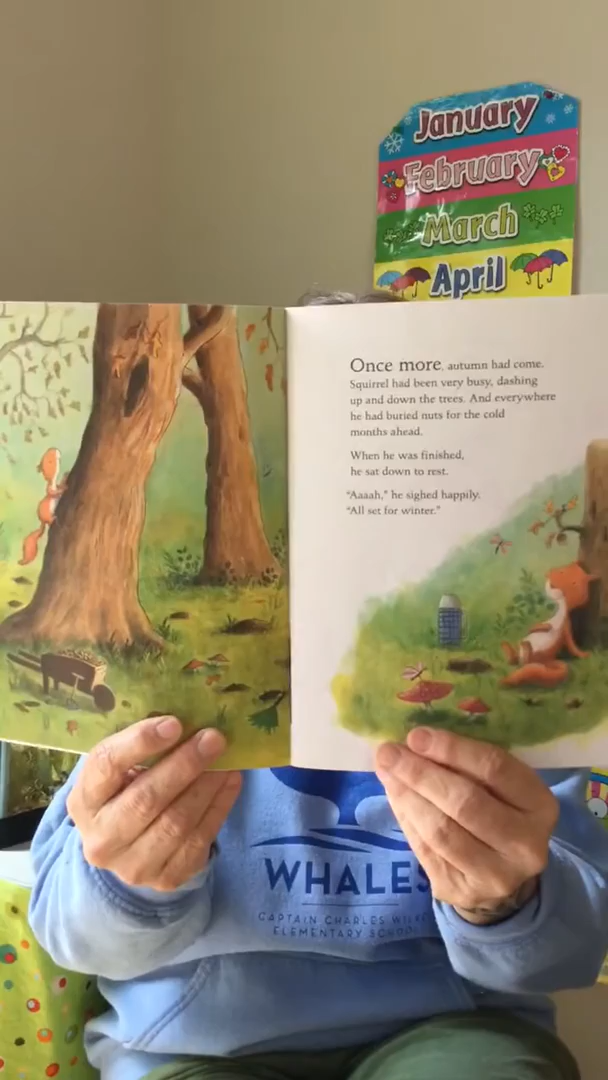 January
February
March
April
Once more, autumn had come.
Squirrel had been very busy, dashing
up and down the trees. And everywhere
he had buried nuts for the cold
months ahead.
When he was finished,
he sat down to rest.
"Aaaah," he sighed happily.
"All set for winter."
WHALES
CAPTAIN CHARLES
ELEMENTARY SCHOOL